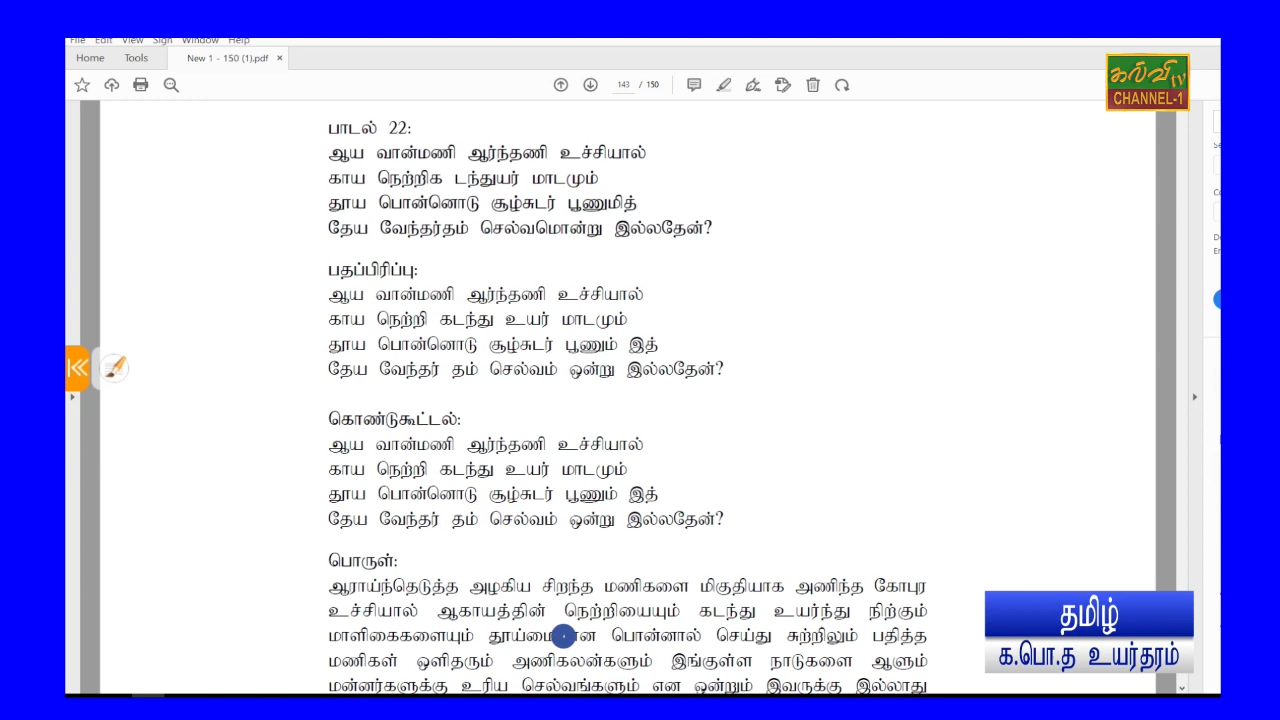 File Edit View Sign Window Help
Home Tools New 1 - 150 (1).pdf ×
143 / 150
கல்வி TV
CHANNEL-1
பாடல் 22:
ஆய வான்மணி ஆர்ந்தணி உச்சியால்
காய நெற்றிக டந்துயர் மாடமும்
தூய பொன்னொடு சூழ்சுடர் பூணுமித்
தேய வேந்தர்தம் செல்வமொன்று இல்லதேன்?
பதப்பிரிப்பு:
ஆய வான்மணி ஆர்ந்தணி உச்சியால்
காய நெற்றி கடந்து உயர் மாடமும்
தூய பொன்னொடு சூழ்சுடர் பூணும் இத்
தேய வேந்தர் தம் செல்வம் ஒன்று இல்லதேன்?
கொண்டுகூட்டல்:
ஆய வான்மணி ஆர்ந்தணி உச்சியால்
காய நெற்றி கடந்து உயர் மாடமும்
தூய பொன்னொடு சூழ்சுடர் பூணும் இத்
தேய வேந்தர் தம் செல்வம் ஒன்று இல்லதேன்?
பொருள்:
ஆராய்ந்தெடுத்த அழகிய சிறந்த மணிகளை மிகுதியாக அணிந்த கோபுர
உச்சியால் ஆகாயத்தின் நெற்றியையும் கடந்து உயர்ந்து நிற்கும்
மாளிகைகளையும் பொன்னால் செய்து சுற்றிலும் பதித்த
மணிகள் ஒளிதரும் அணிகலன்களும் இங்குள்ள நாடுகளை ஆளும்
மன்னர்களுக்கு உரிய செல்வங்களும் என ஒன்றும் இவருக்கு இல்லாது
தமிழ்
க.பொ.த உயர்தரம்